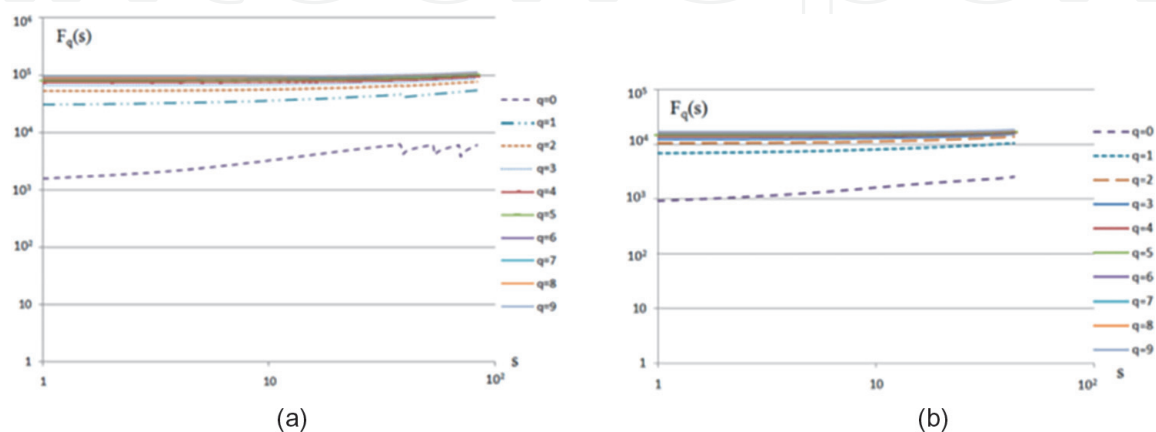 10⁶
F_q(s)
10⁵
10⁴
10³
10²
10
1
1
10
10²
s
q=0
q=1
q=2
q=3
q=4
q=5
q=6
q=7
q=8
q=9
(a)
10⁵
F_q(s)
10⁴
10³
10²
10
1
1
10
10²
s
q=0
q=1
q=2
q=3
q=4
q=5
q=6
q=7
q=8
q=9
(b)